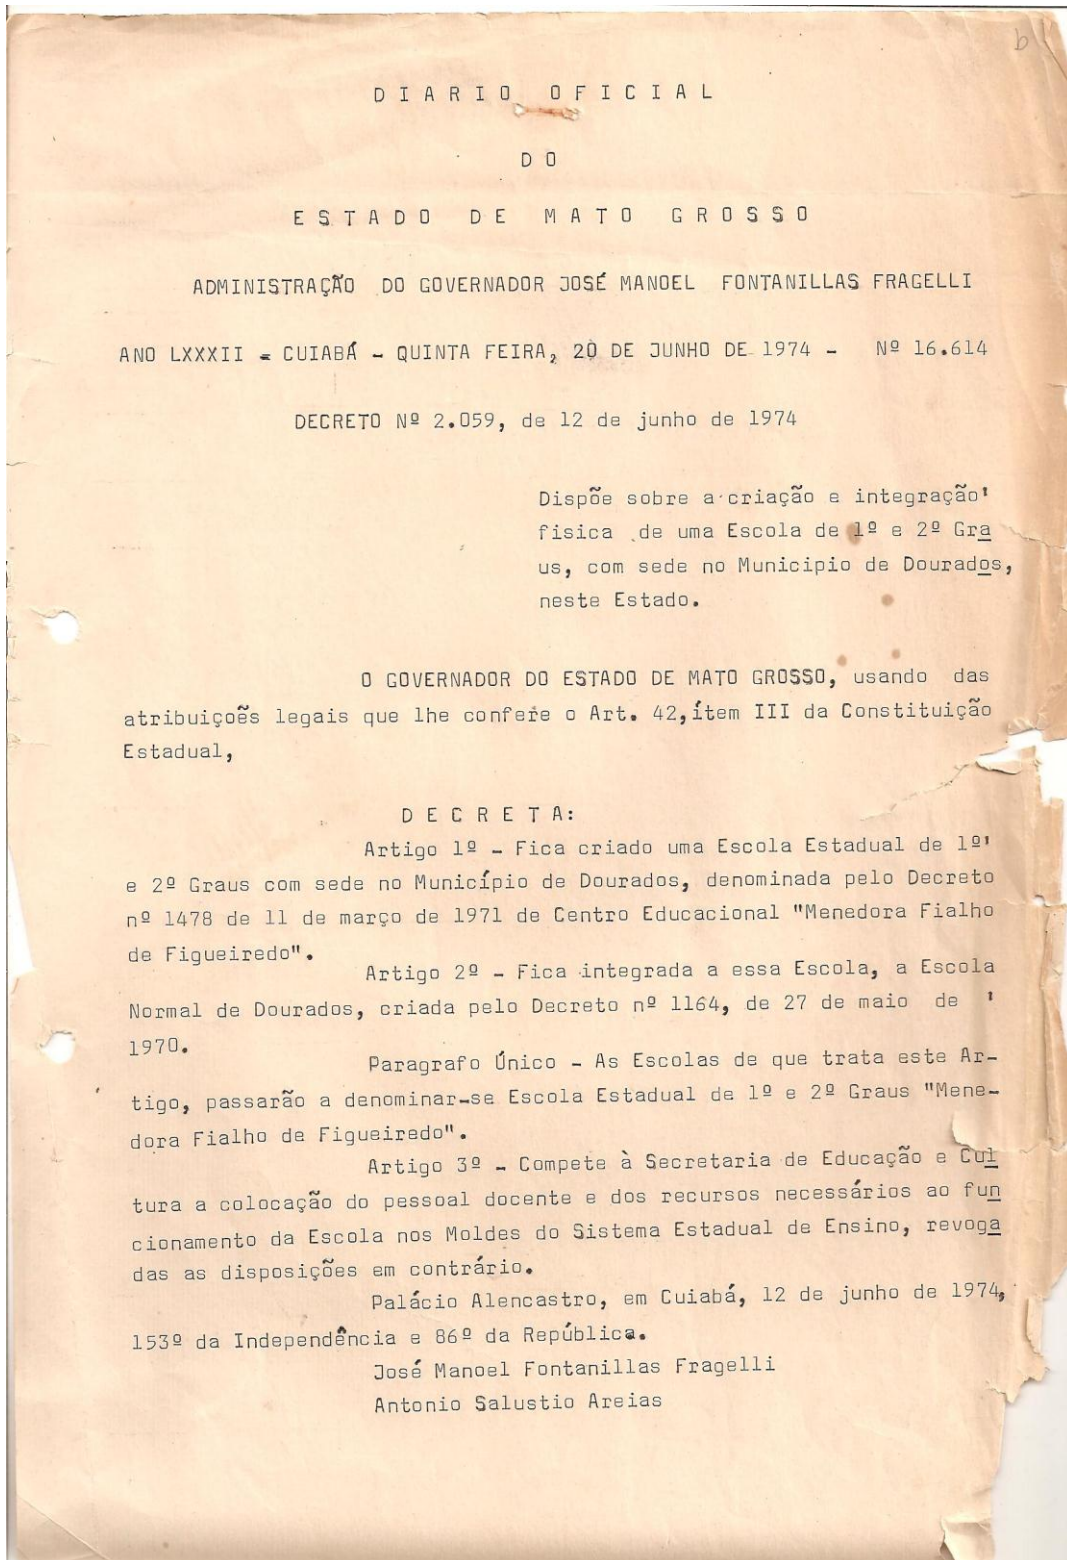 b
DIARIO OFICIAL
DO
ESTADO DE MATO GROSSO
ADMINISTRAÇÃO DO GOVERNADOR JOSÉ MANOEL FONTANILLAS FRAGELLI
ANO LXXXII - CUIABÁ - QUINTA FEIRA, 20 DE JUNHO DE 1974 - Nº 16.614
DECRETO Nº 2.059, de 12 de junho de 1974
Dispõe sobre a criação e integração'
fisica de uma Escola de 1º e 2º Gra
us, com sede no Municipio de Dourados,
neste Estado.
O GOVERNADOR DO ESTADO DE MATO GROSSO, usando das
atribuiçoẽs legais que lhe confere o Art. 42,ítem III da Constituição
Estadual,
D E C R E T A:
Artigo 1º - Fica criado uma Escola Estadual de 1º'
e 2º Graus com sede no Município de Dourados, denominada pelo Decreto
nº 1478 de 11 de março de 1971 de Centro Educacional "Menedora Fialho
de Figueiredo".
Artigo 2º - Fica integrada a essa Escola, a Escola
Normal de Dourados, criada pelo Decreto nº 1164, de 27 de maio de '
1970.
Paragrafo Único - As Escolas de que trata este Ar-
tigo, passarão a denominar-se Escola Estadual de 1º e 2º Graus "Mene-
dora Fialho de Figueiredo".
Artigo 3º - Compete à Secretaria de Educação e Cul
tura a colocação do pessoal docente e dos recursos necessários ao fun
cionamento da Escola nos Moldes do Sistema Estadual de Ensino, revoga
das as disposições em contrário.
Palácio Alencastro, em Cuiabá, 12 de junho de 1974,
153º da Independência e 86º da República.
José Manoel Fontanillas Fragelli
Antonio Salustio Areias